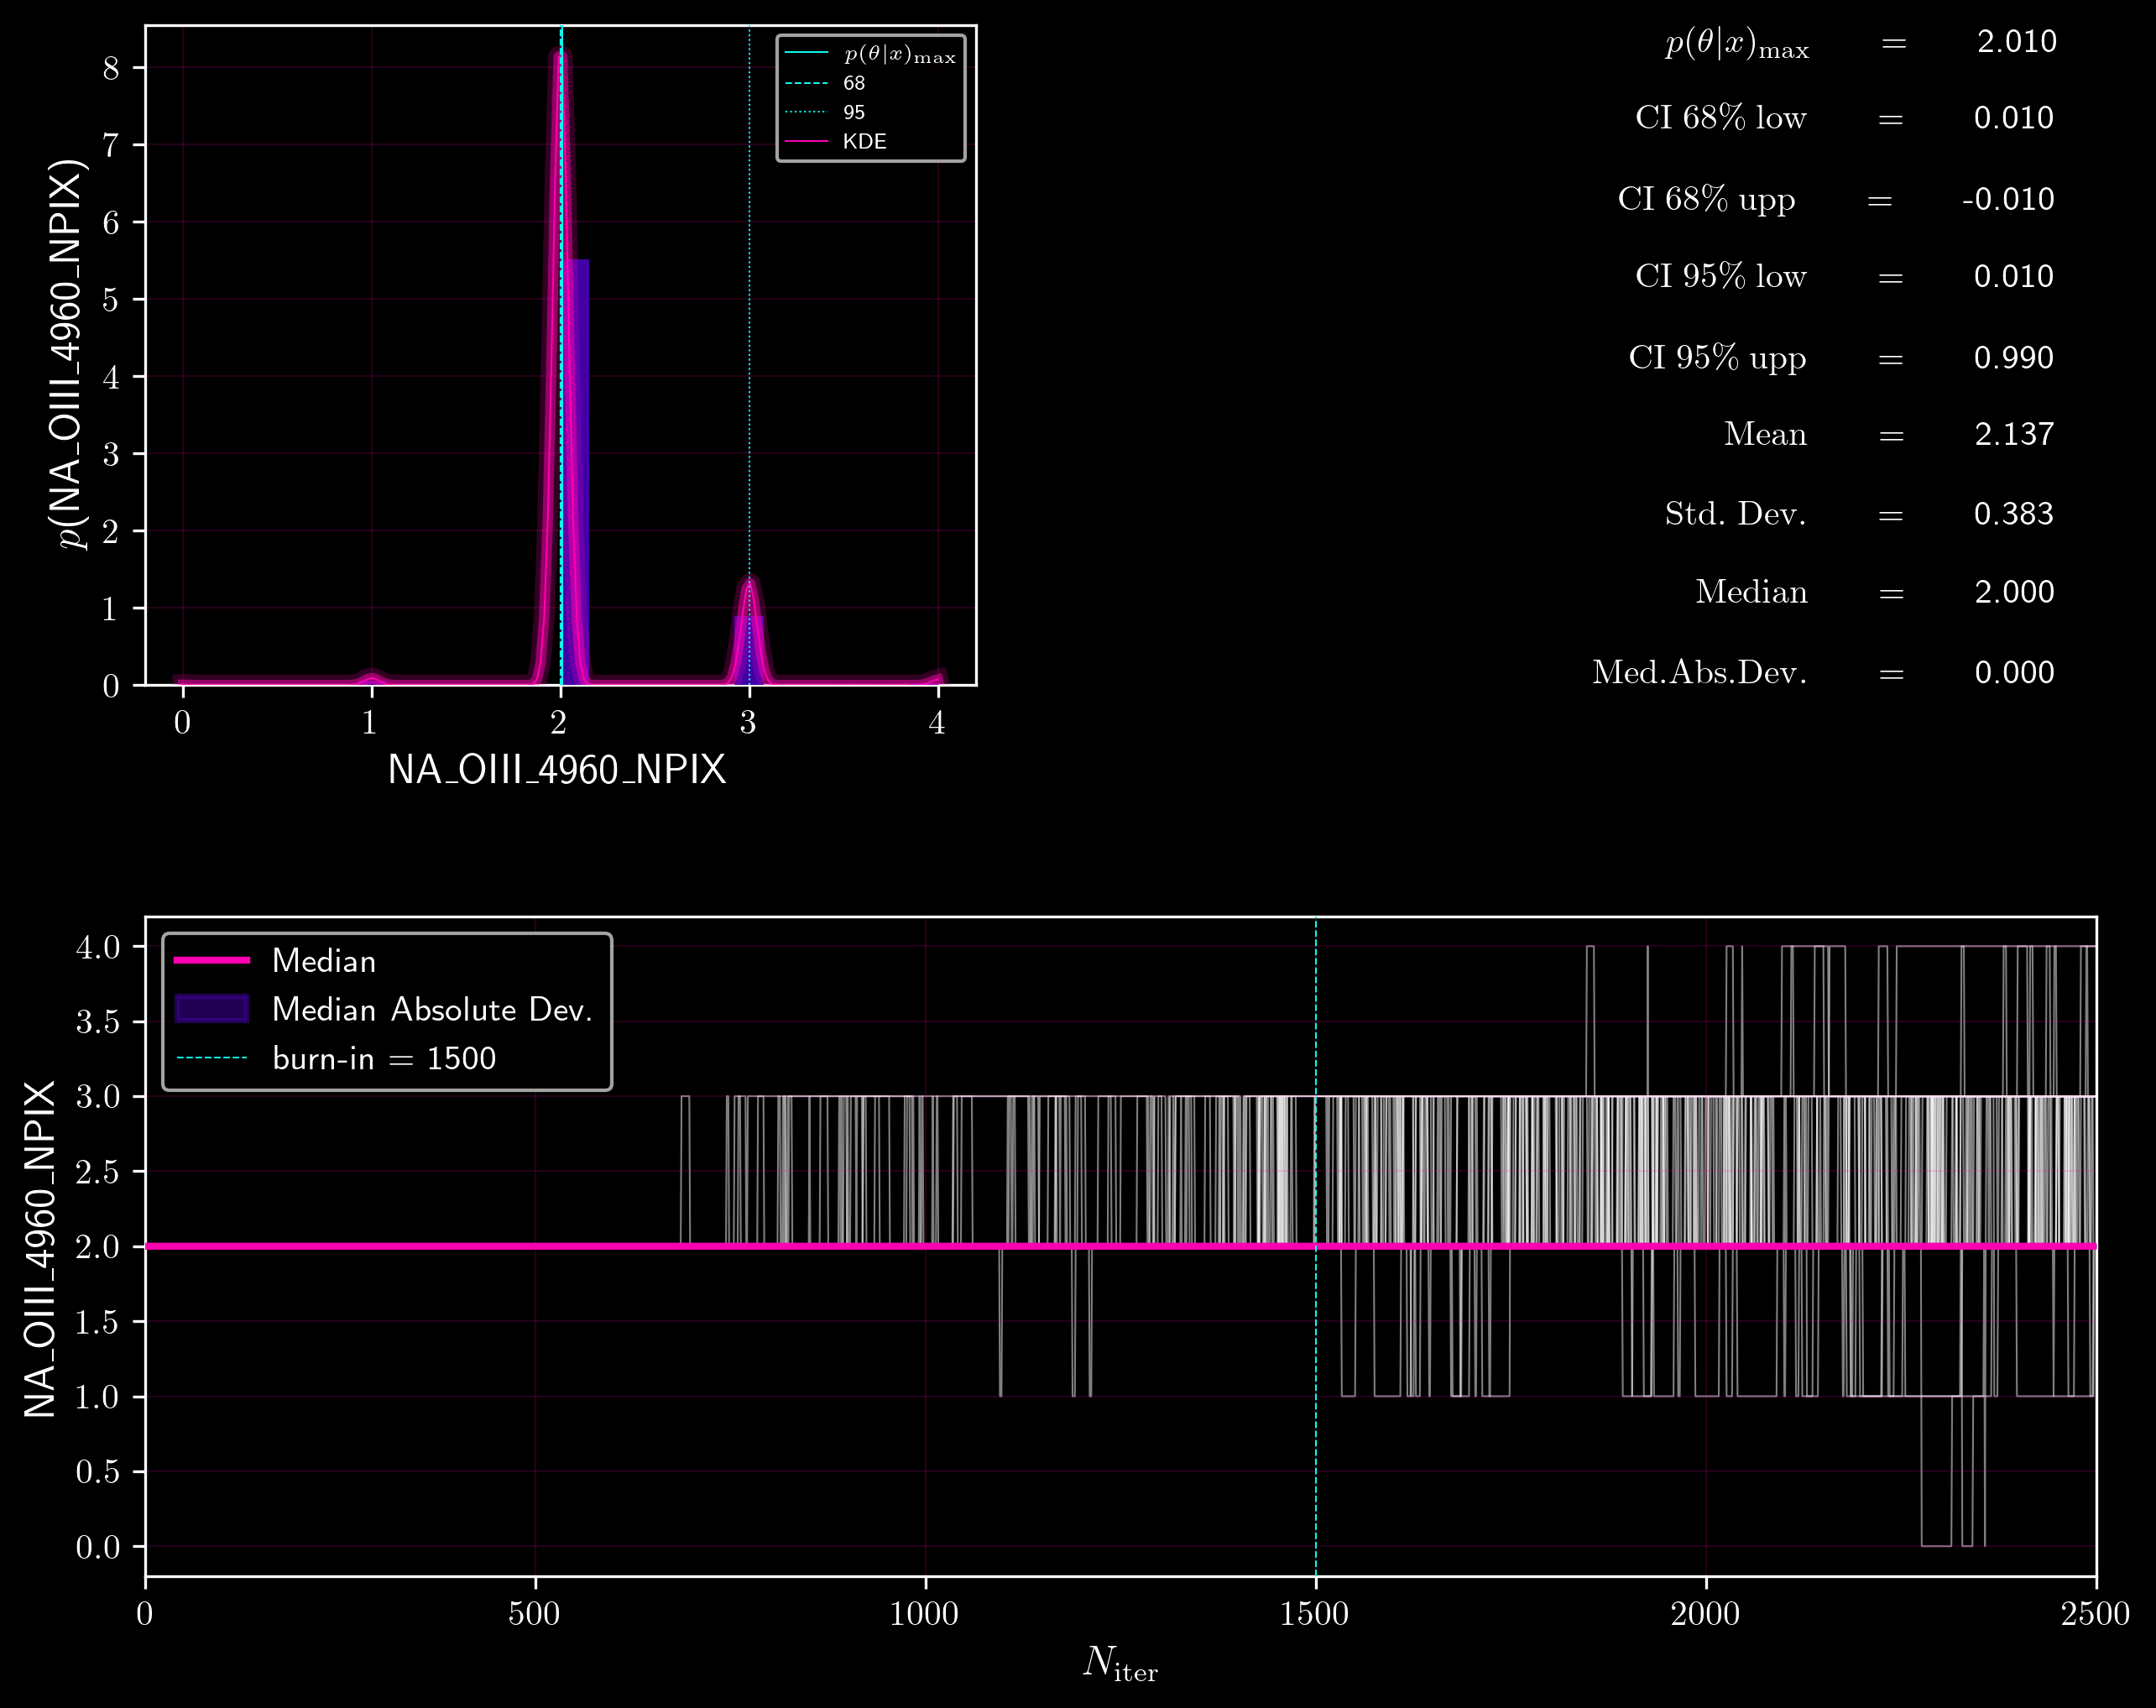 p(NA_OIII_4960_NPIX)
8
7
6
5
4
3
2
1
0
0 1 2 3 4
NA_OIII_4960_NPIX
p(θ|x)max
68
95
KDE
p(θ|x)max = 2.010
CI 68% low = 0.010
CI 68% upp = -0.010
CI 95% low = 0.010
CI 95% upp = 0.990
Mean = 2.137
Std. Dev. = 0.383
Median = 2.000
Med.Abs.Dev. = 0.000
NA_OIII_4960_NPIX
4.0
3.5
3.0
2.5
2.0
1.5
1.0
0.5
0.0
Median
Median Absolute Dev.
burn-in = 1500
0 500 1000 1500 2000 2500
Niter